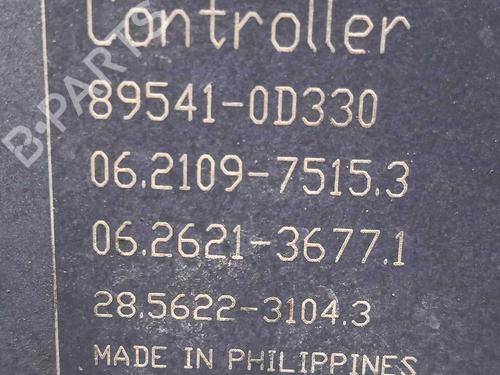 Controller
89541-0D330
06.2109-7515.3
06.2621-3677.1
28.5622-3104.3
MADE IN PHILIPPINES
B-PARTS